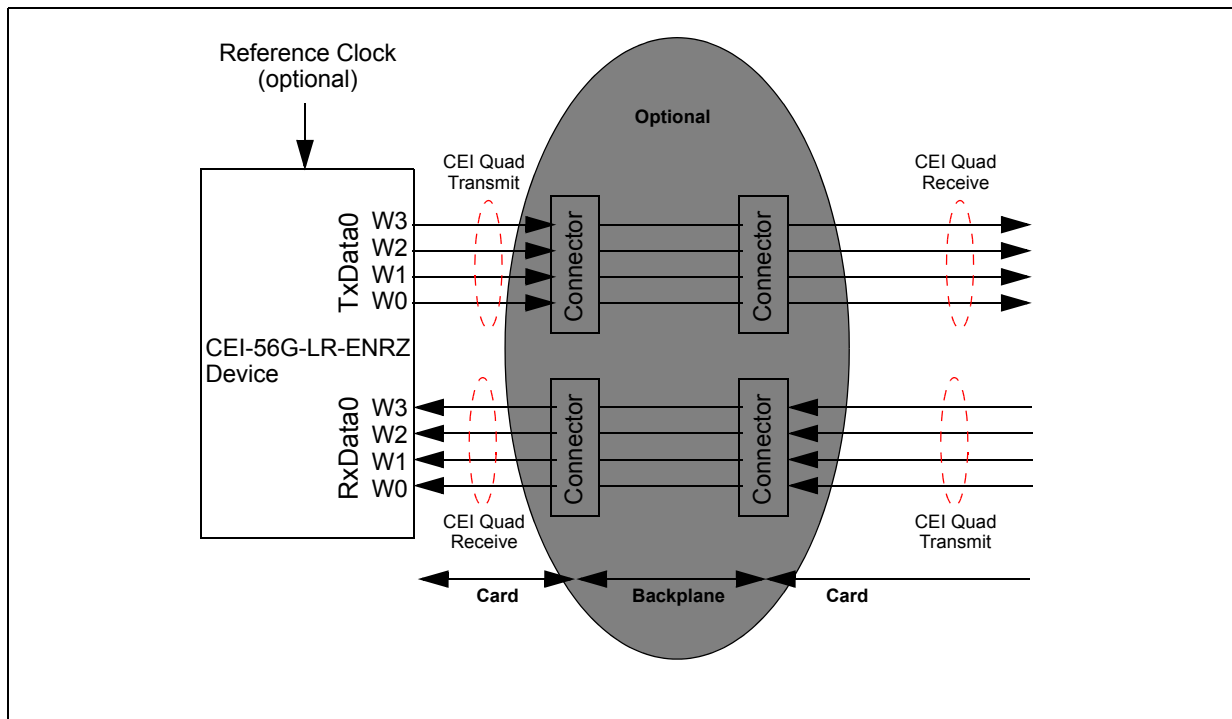 Reference Clock
(optional)
Optional
CEI Quad
Transmit
CEI Quad
Receive
TxData0
W3
W2
W1
W0
Connector
Connector
CEI-56G-LR-ENRZ
Device
RxData0
W3
W2
W1
W0
Connector
Connector
CEI Quad
Receive
CEI Quad
Transmit
Card
Backplane
Card